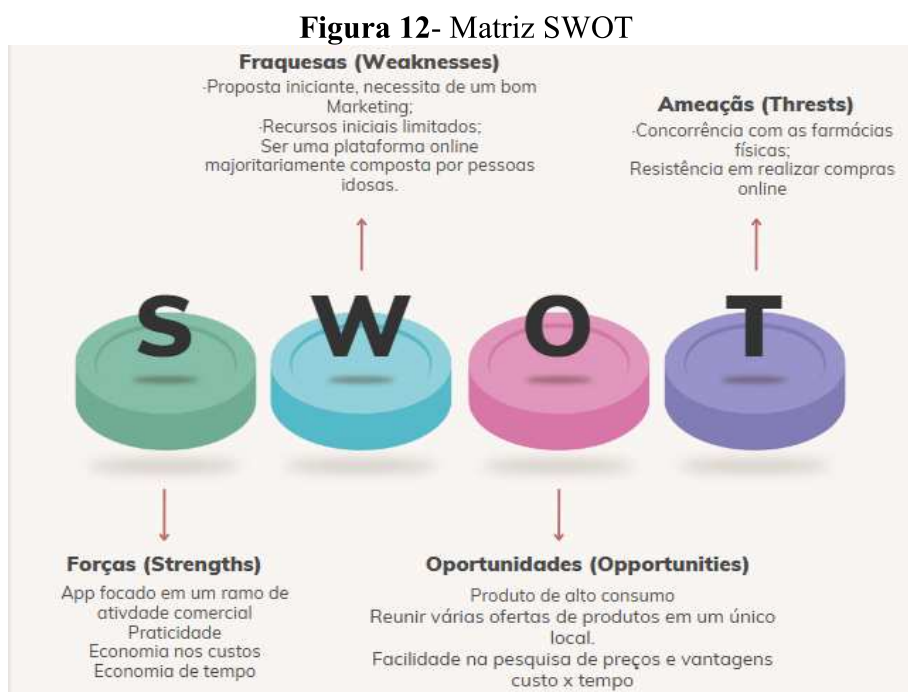 Figura 12- Matriz SWOT
Fraquesas (Weaknesses)
·Proposta iniciante, necessita de um bom
Marketing;
·Recursos iniciais limitados;
Ser uma plataforma online
majoritariamente composta por pessoas
idosas.
Ameaçãs (Thrests)
·Concorrência com as farmácias
físicas;
Resistência em realizar compras
online
S W O T
Forças (Strengths)
App focado em um ramo de
ativdade comercial
Praticidade
Economia nos custos
Economia de tempo
Oportunidades (Opportunities)
Produto de alto consumo
Reunir várias ofertas de produtos em um único
local.
Facilidade na pesquisa de preços e vantagens
custo x tempo